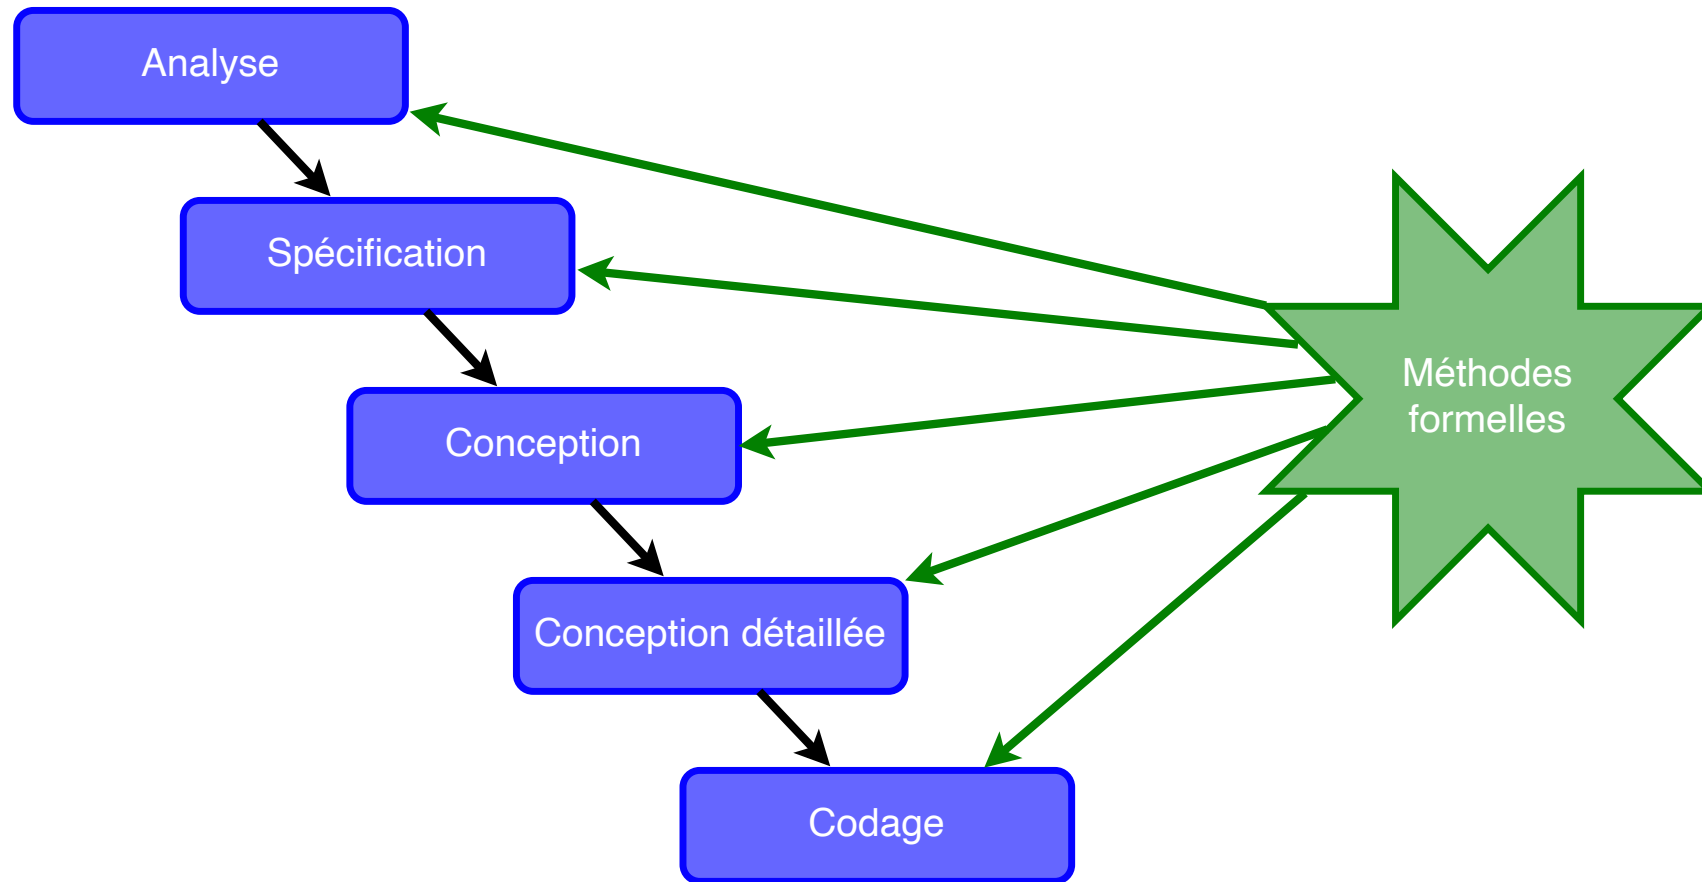 Analyse
Spécification
Méthodes
formelles
Conception
Conception détaillée
Codage